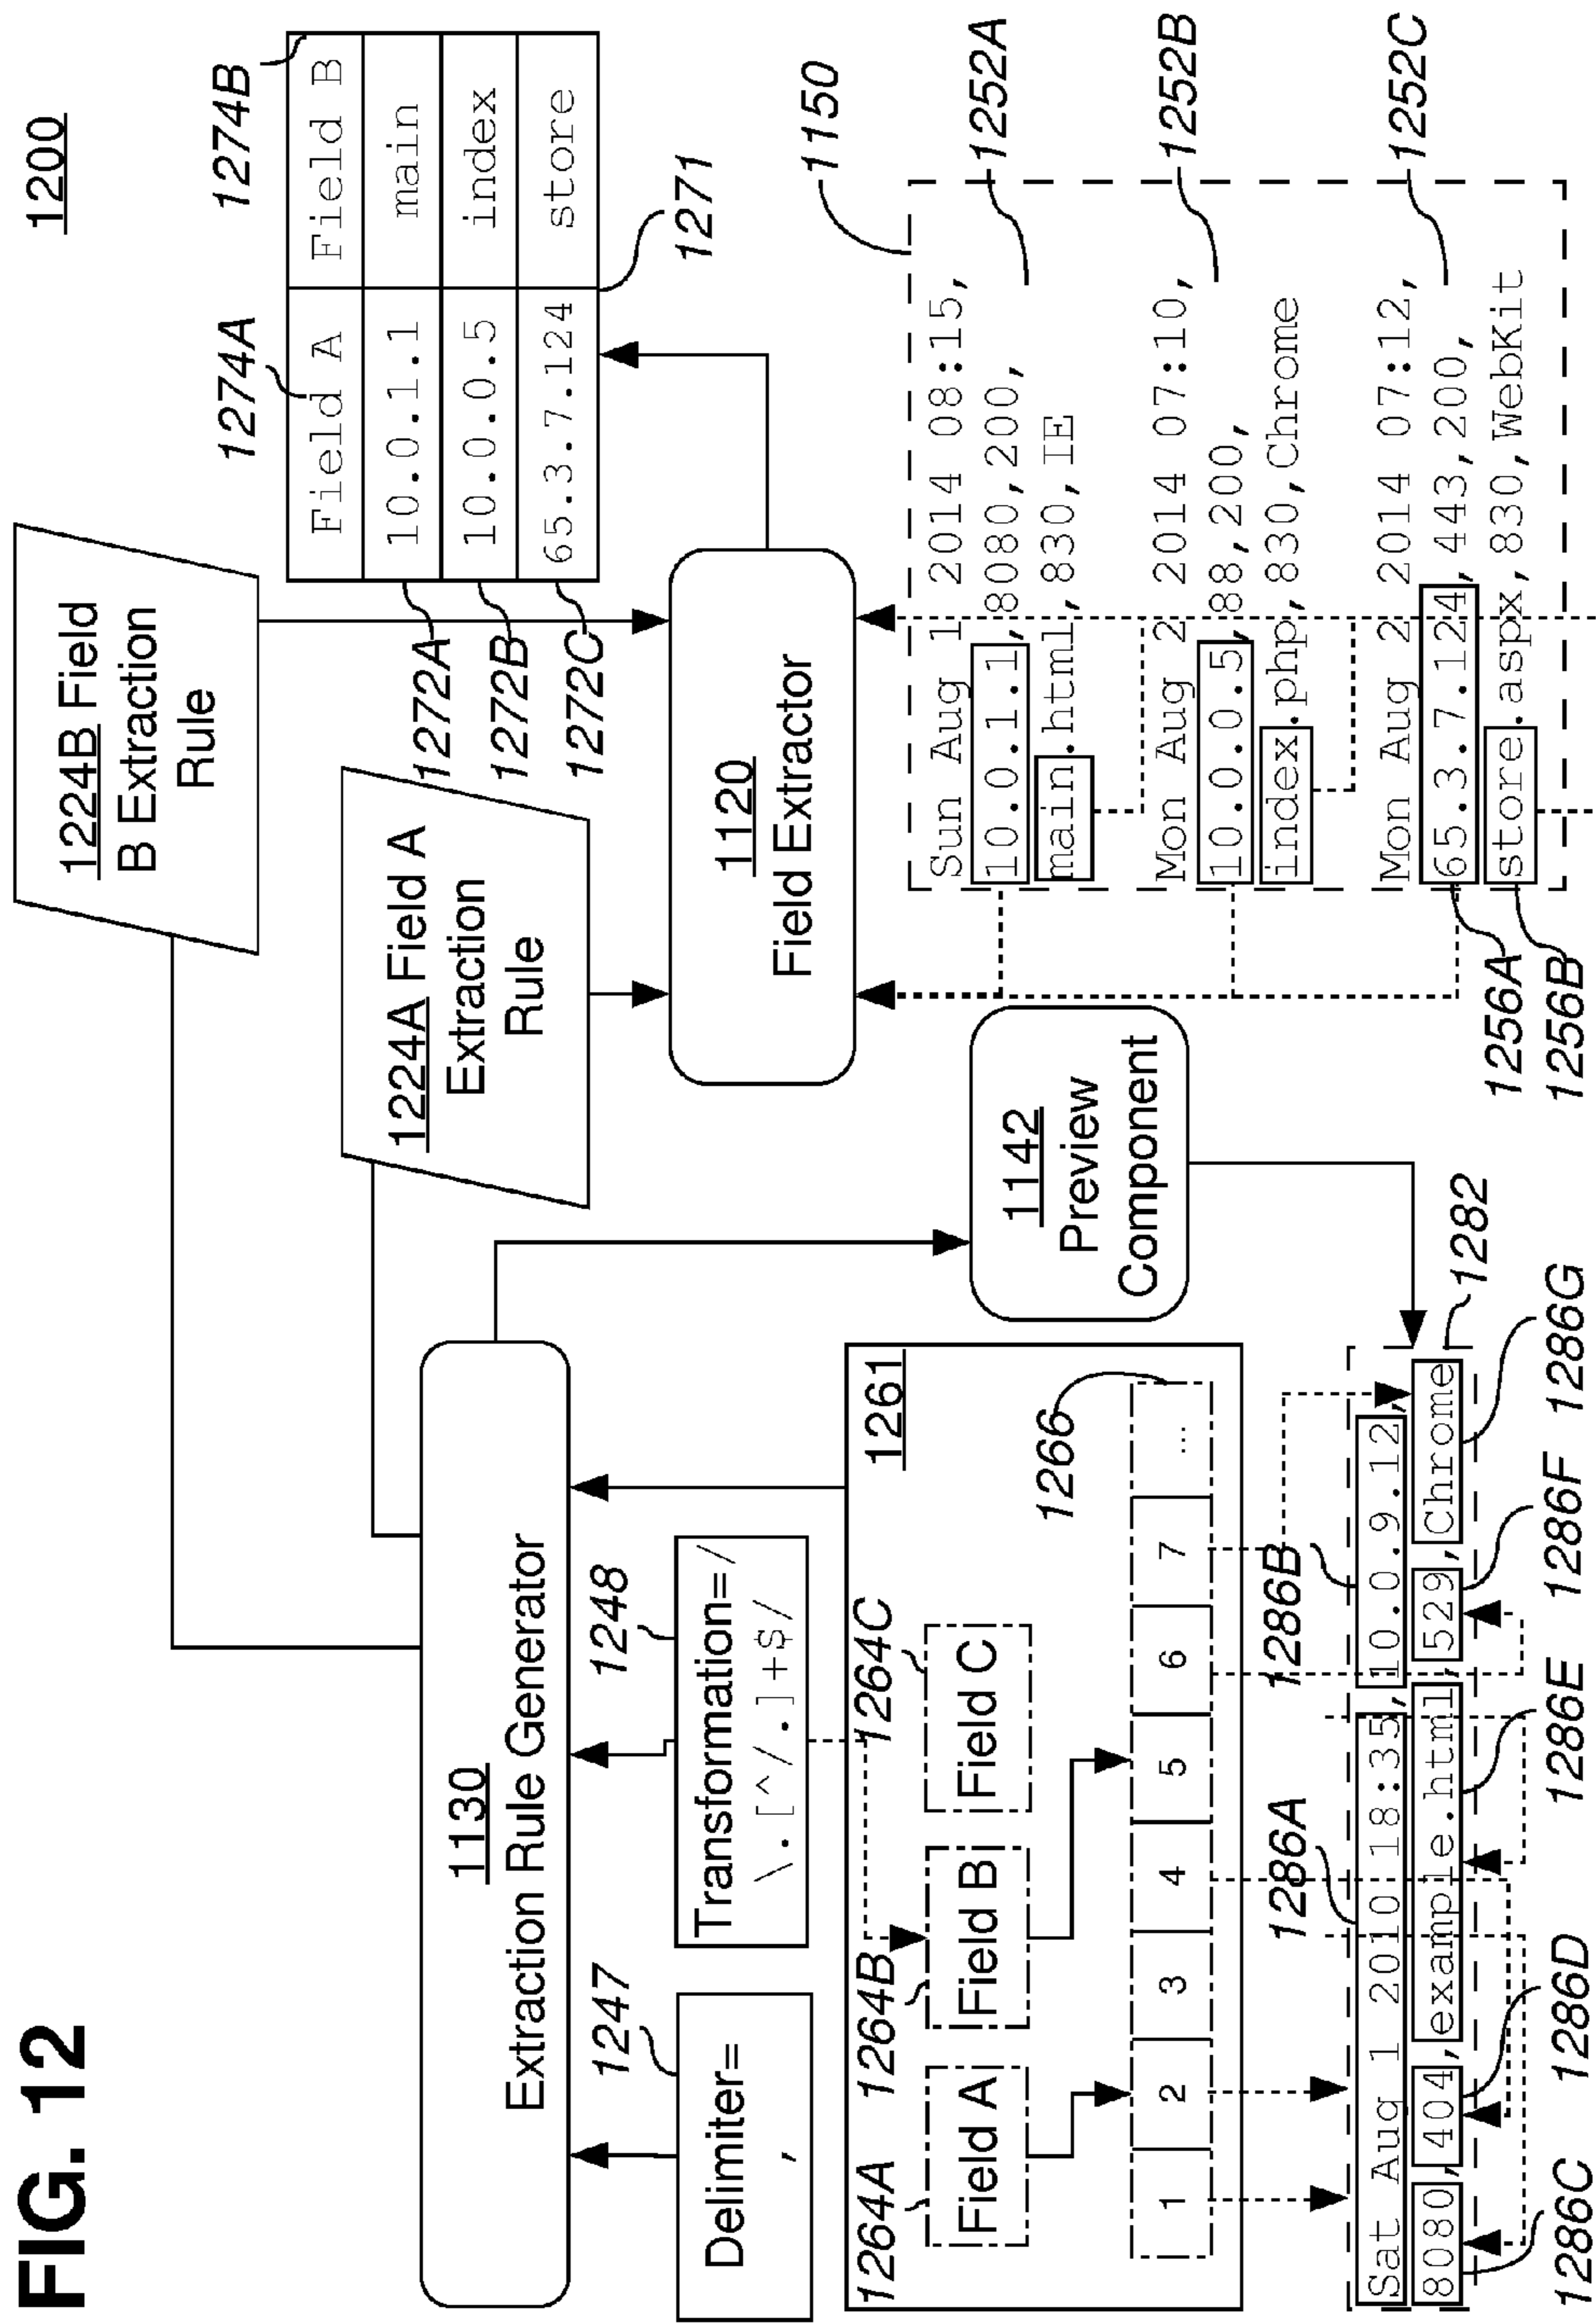 FIG. 12
1200
1130
Extraction Rule Generator
1224B Field
B Extraction
Rule
1224A Field A
Extraction
Rule
1247
Delimiter=
,
1248
Transformation=/
\.[^/.]+$/
1274A
1274B
Field A Field B
10.0.1.1 main
10.0.0.5 index
65.3.7.124 store
1272A
1272B
1272C
1271
1120
Field Extractor
1142
Preview
Component
1261
1264A
1264B
1264C
Field A
Field B
Field C
1 2 3 4 5 6 7 ...
1266
1150
Sun Aug 1 2014 08:15,
10.0.1.1,8080,200,
main.html,830,IE
1252A
Mon Aug 2 2014 07:10,
10.0.0.5,88,200,
index.php,830,Chrome
1252B
Mon Aug 2 2014 07:12,
65.3.7.124,443,200,
store.aspx,830,WebKit
1252C
1256A
1256B
1286A
1286B
Sat Aug 1 2010 18:35,10.0.9.12,
8080,404,example.html,529,Chrome
1282
1286C
1286D
1286E
1286F
1286G